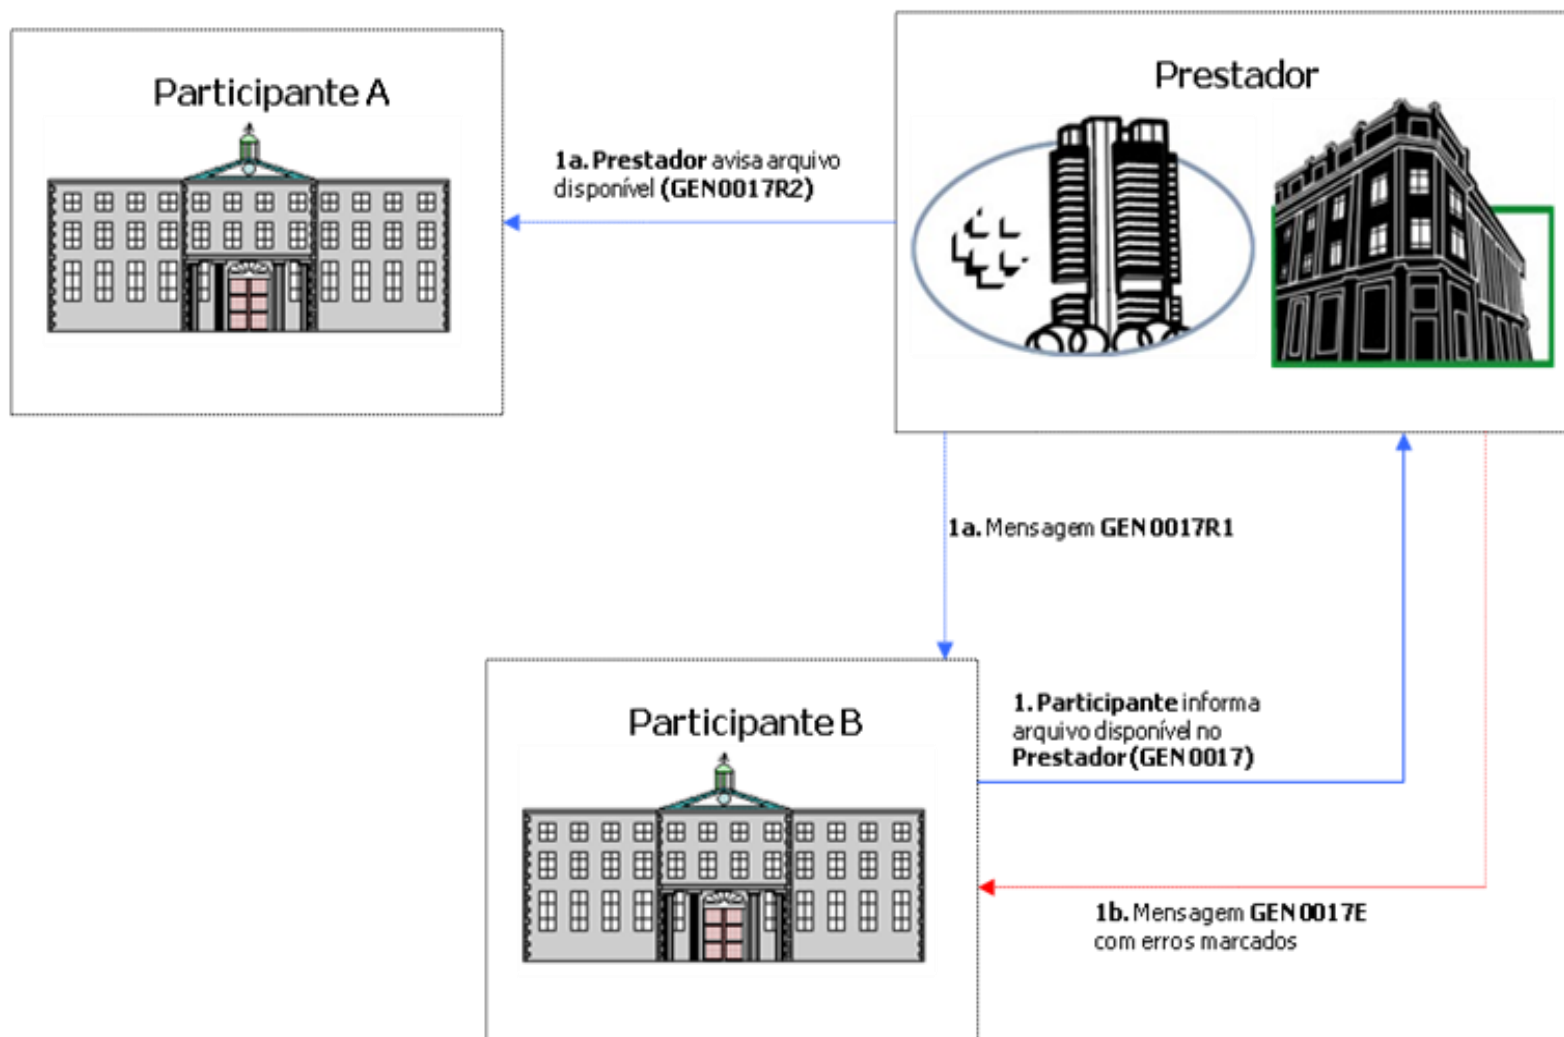 Participante A
Prestador
1a. Prestador avisa arquivo
disponível (GEN0017R2)
1a. Mensagem GEN0017R1
Participante B
1. Participante informa
arquivo disponível no
Prestador (GEN0017)
1b. Mensagem GEN0017E
com erros marcados